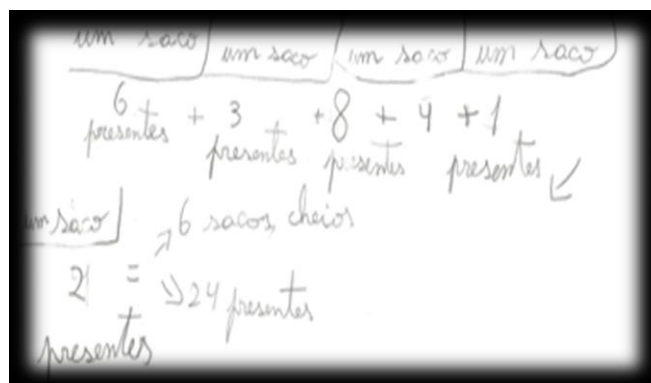 um saco um saco um saco um saco
6 + 3 + 8 + 4 + 1
presentes presentes presentes presentes
um saco 6 sacos, cheios
2 = 24 presentes
presentes